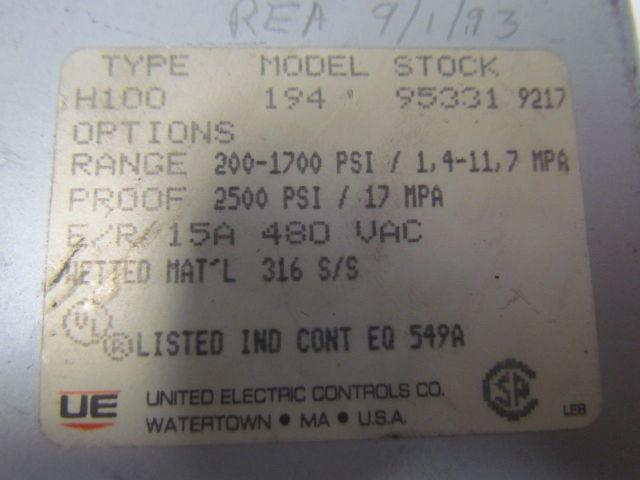 REA 9/1/93
TYPE MODEL STOCK
H100 194 95331 9217
OPTIONS
RANGE 200-1700 PSI / 1,4-11,7 MPA
PROOF 2500 PSI / 17 MPA
E/R/15A 480 VAC
WETTED MAT'L 316 S/S
UL
® LISTED IND CONT EQ 549A
UE UNITED ELECTRIC CONTROLS CO.
WATERTOWN • MA • U.S.A.
SA
LEB